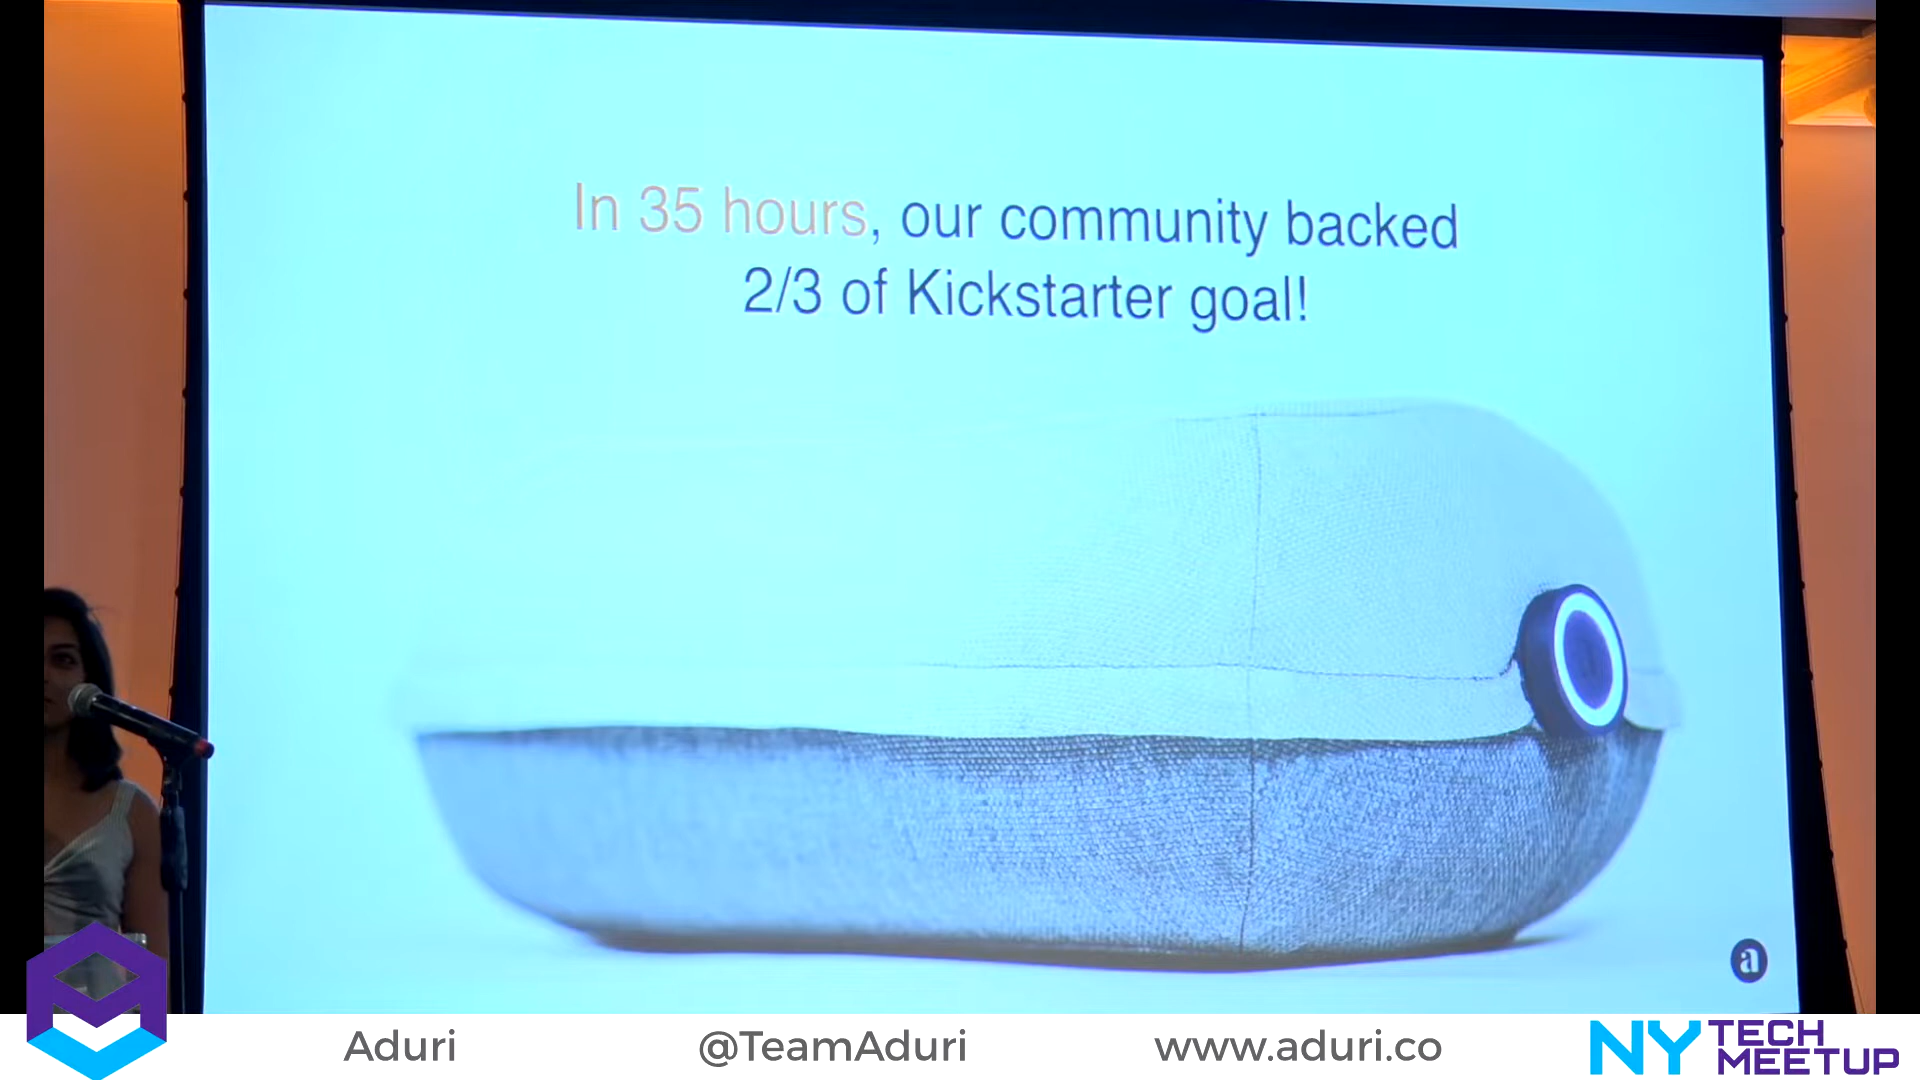 In 35 hours, our community backed
2/3 of Kickstarter goal!
a
Aduri
@TeamAduri
www.aduri.co
NY TECH
MEETUP